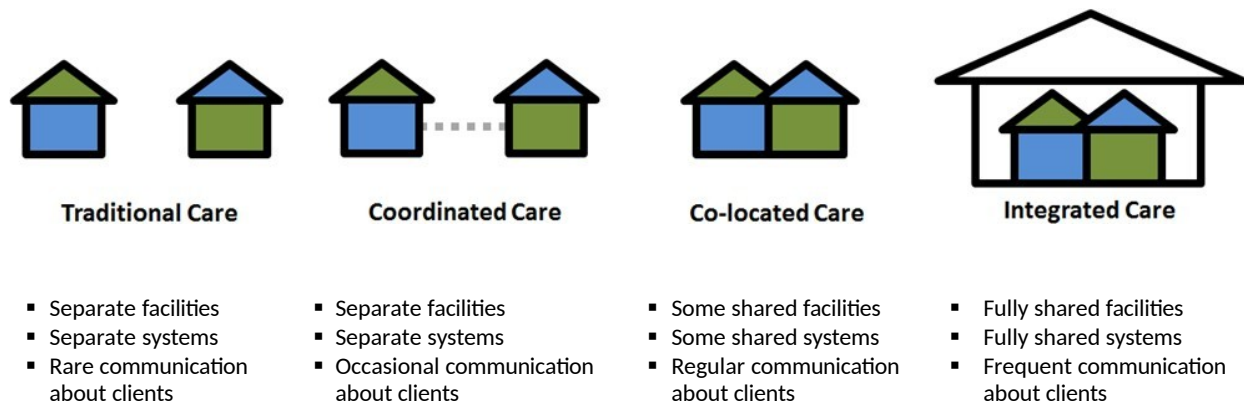 Traditional Care
▪ Separate facilities
▪ Separate systems
▪ Rare communication
about clients
Coordinated Care
▪ Separate facilities
▪ Separate systems
▪ Occasional communication
about clients
Co-located Care
▪ Some shared facilities
▪ Some shared systems
▪ Regular communication
about clients
Integrated Care
▪ Fully shared facilities
▪ Fully shared systems
▪ Frequent communication
about clients